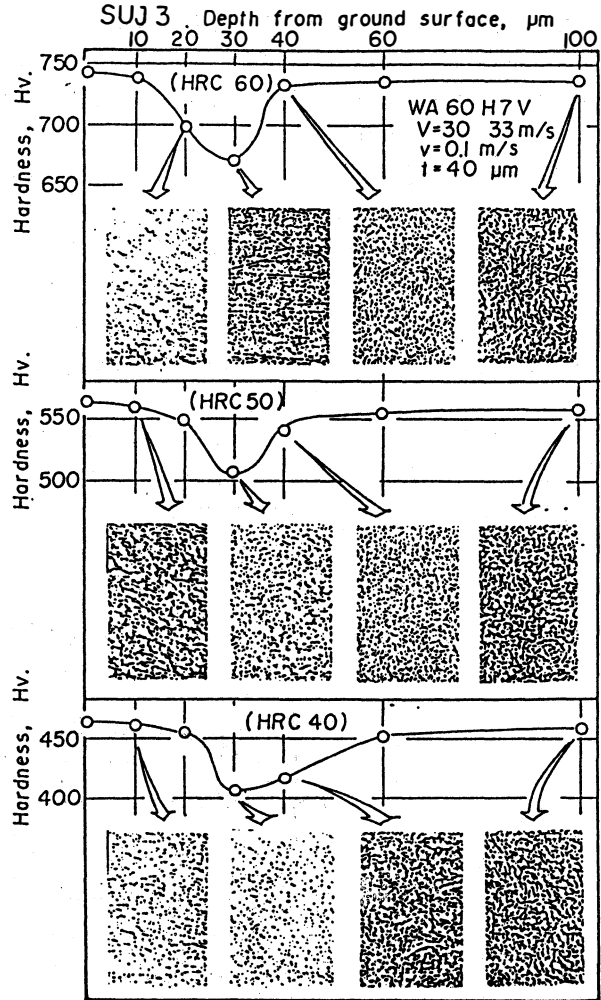 SUJ 3 . Depth from ground surface, µm
10 20 30 40 60 100
Hardness, Hv.
750
700
650
(HRC 60)
WA 60 H7V
V=30 33 m/s
v=0.1 m/s
t=40 µm
Hardness, Hv.
550
500
(HRC 50)
Hardness, Hv.
450
400
(HRC 40)